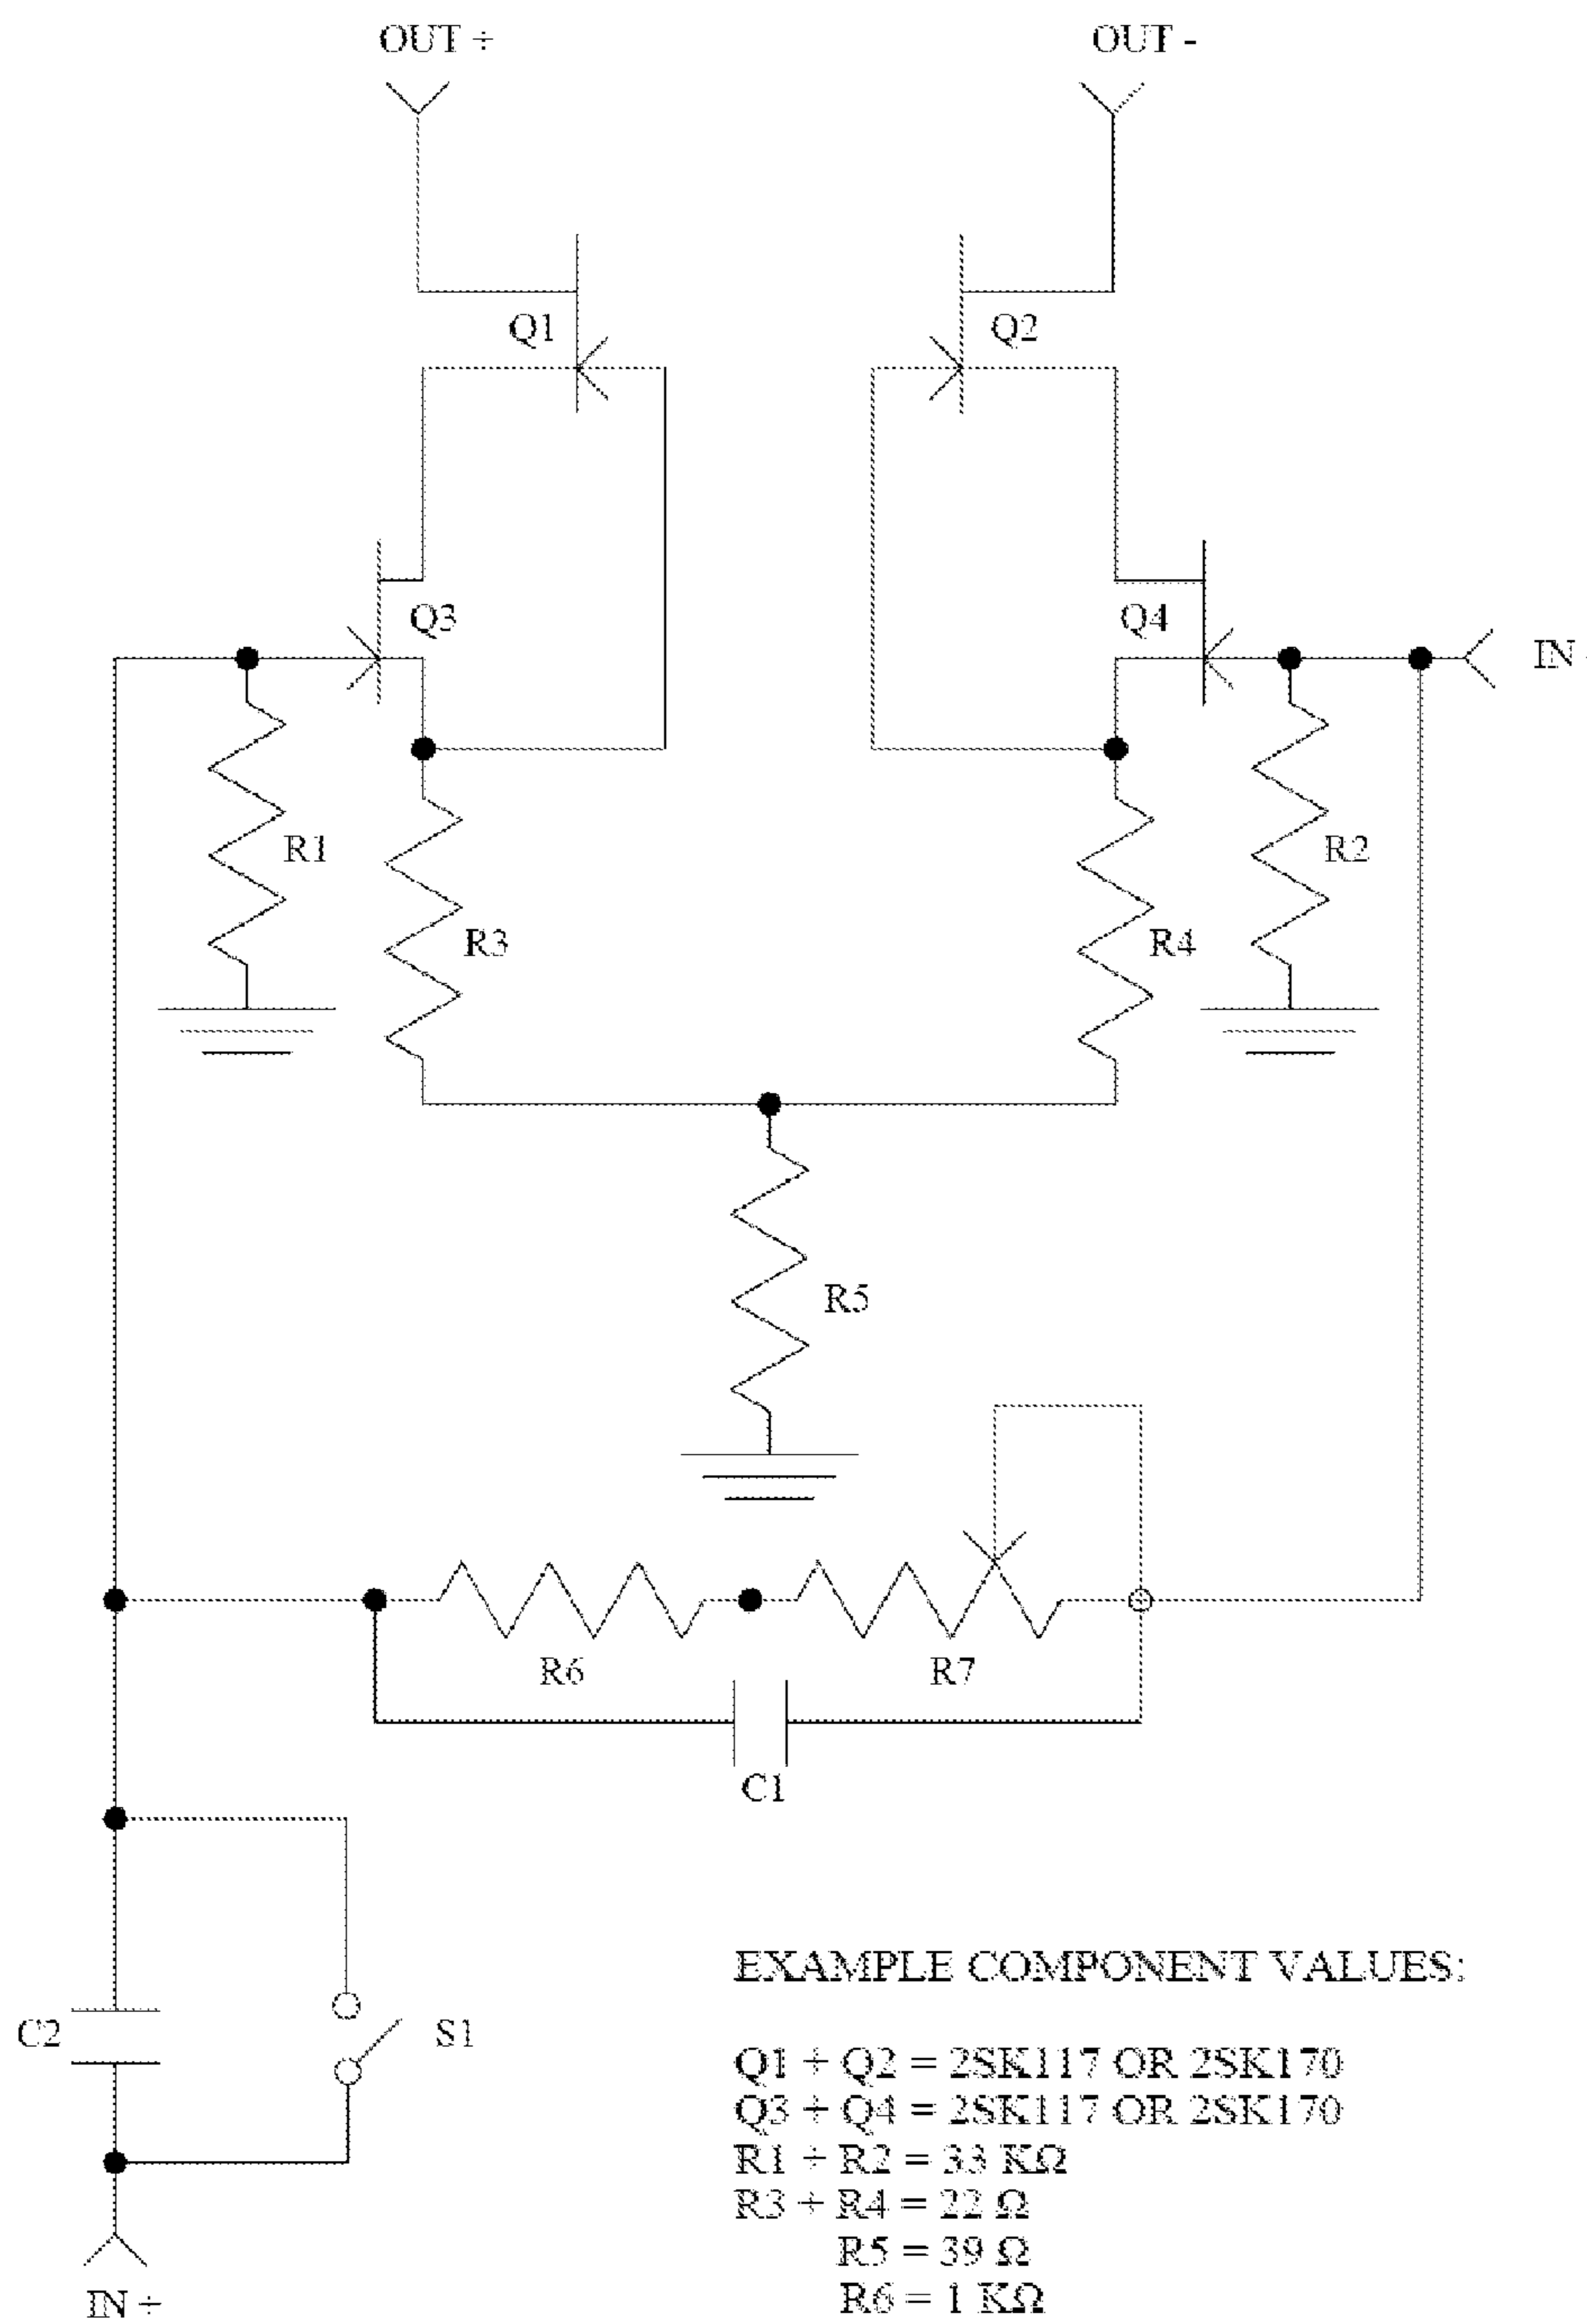 OUT +
OUT -
Q1
Q2
Q3
Q4
IN -
R1
R2
R3
R4
R5
R6
R7
C1
C2
S1
EXAMPLE COMPONENT VALUES:
Q1 + Q2 = 2SK117 OR 2SK170
Q3 + Q4 = 2SK117 OR 2SK170
R1 + R2 = 33 KΩ
R3 + R4 = 22 Ω
R5 = 39 Ω
R6 = 1 KΩ
IN +